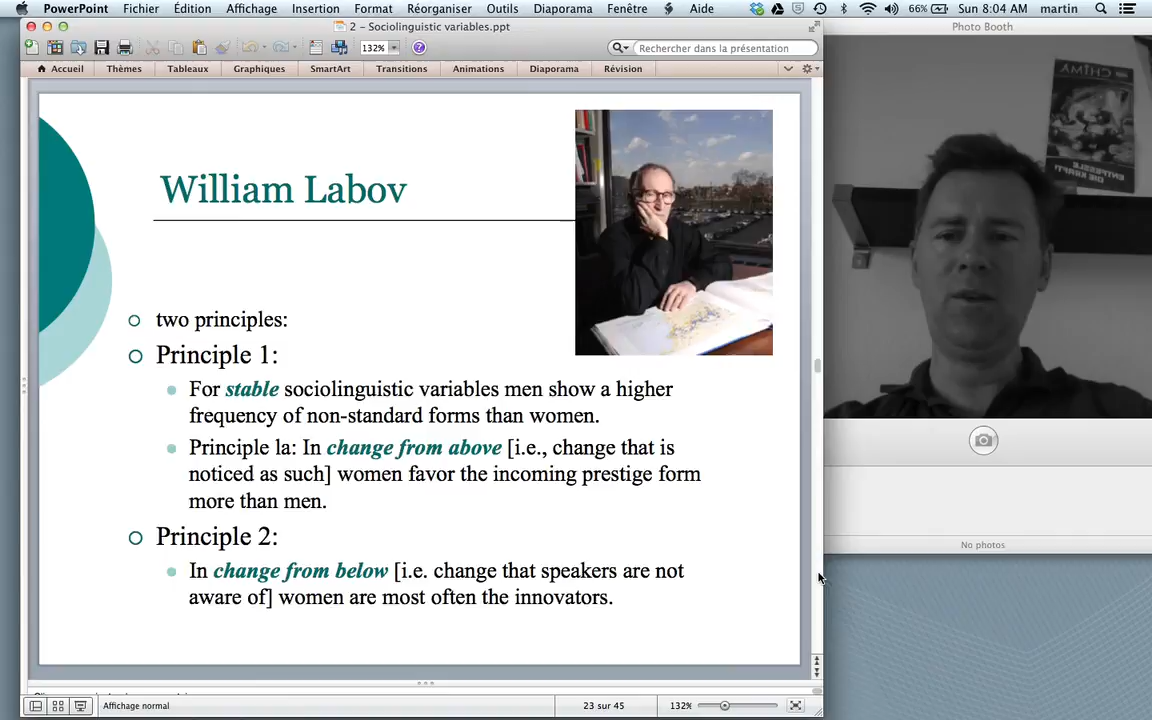 PowerPoint Fichier Édition Affichage Insertion Format Réorganiser Outils Diaporama Fenêtre Aide 66% Sun 8:04 AM martin
2 – Sociolinguistic variables.ppt
Photo Booth
132%
Rechercher dans la présentation
Accueil Thèmes Tableaux Graphiques SmartArt Transitions Animations Diaporama Révision
William Labov
two principles:
Principle 1:
For stable sociolinguistic variables men show a higher
frequency of non-standard forms than women.
Principle la: In change from above [i.e., change that is
noticed as such] women favor the incoming prestige form
more than men.
Principle 2:
In change from below [i.e. change that speakers are not
aware of] women are most often the innovators.
No photos
Affichage normal
23 sur 45
132%